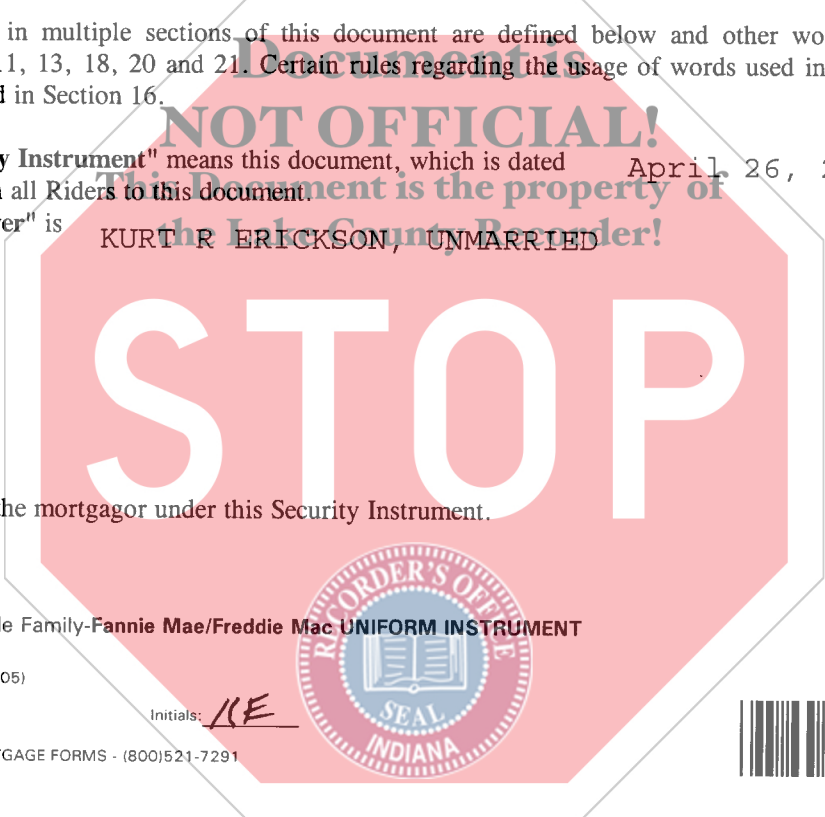 in multiple sections of this document are defined below and other wo
11, 13, 18, 20 and 21. Certain rules regarding the usage of words used in
in Section 16.
Document is
NOT OFFICIAL!
This Document is the property of
the Lake County Recorder!
y Instrument" means this document, which is dated April 26, 2
all Riders to this document.
er" is KURT R ERICKSON, UNMARRIED
STOP
the mortgagor under this Security Instrument.
RECORDER'S OFFICE
SEAL
INDIANA
le Family-Fannie Mae/Freddie Mac UNIFORM INSTRUMENT
05)
Initials: KE
TGAGE FORMS - (800)521-7291